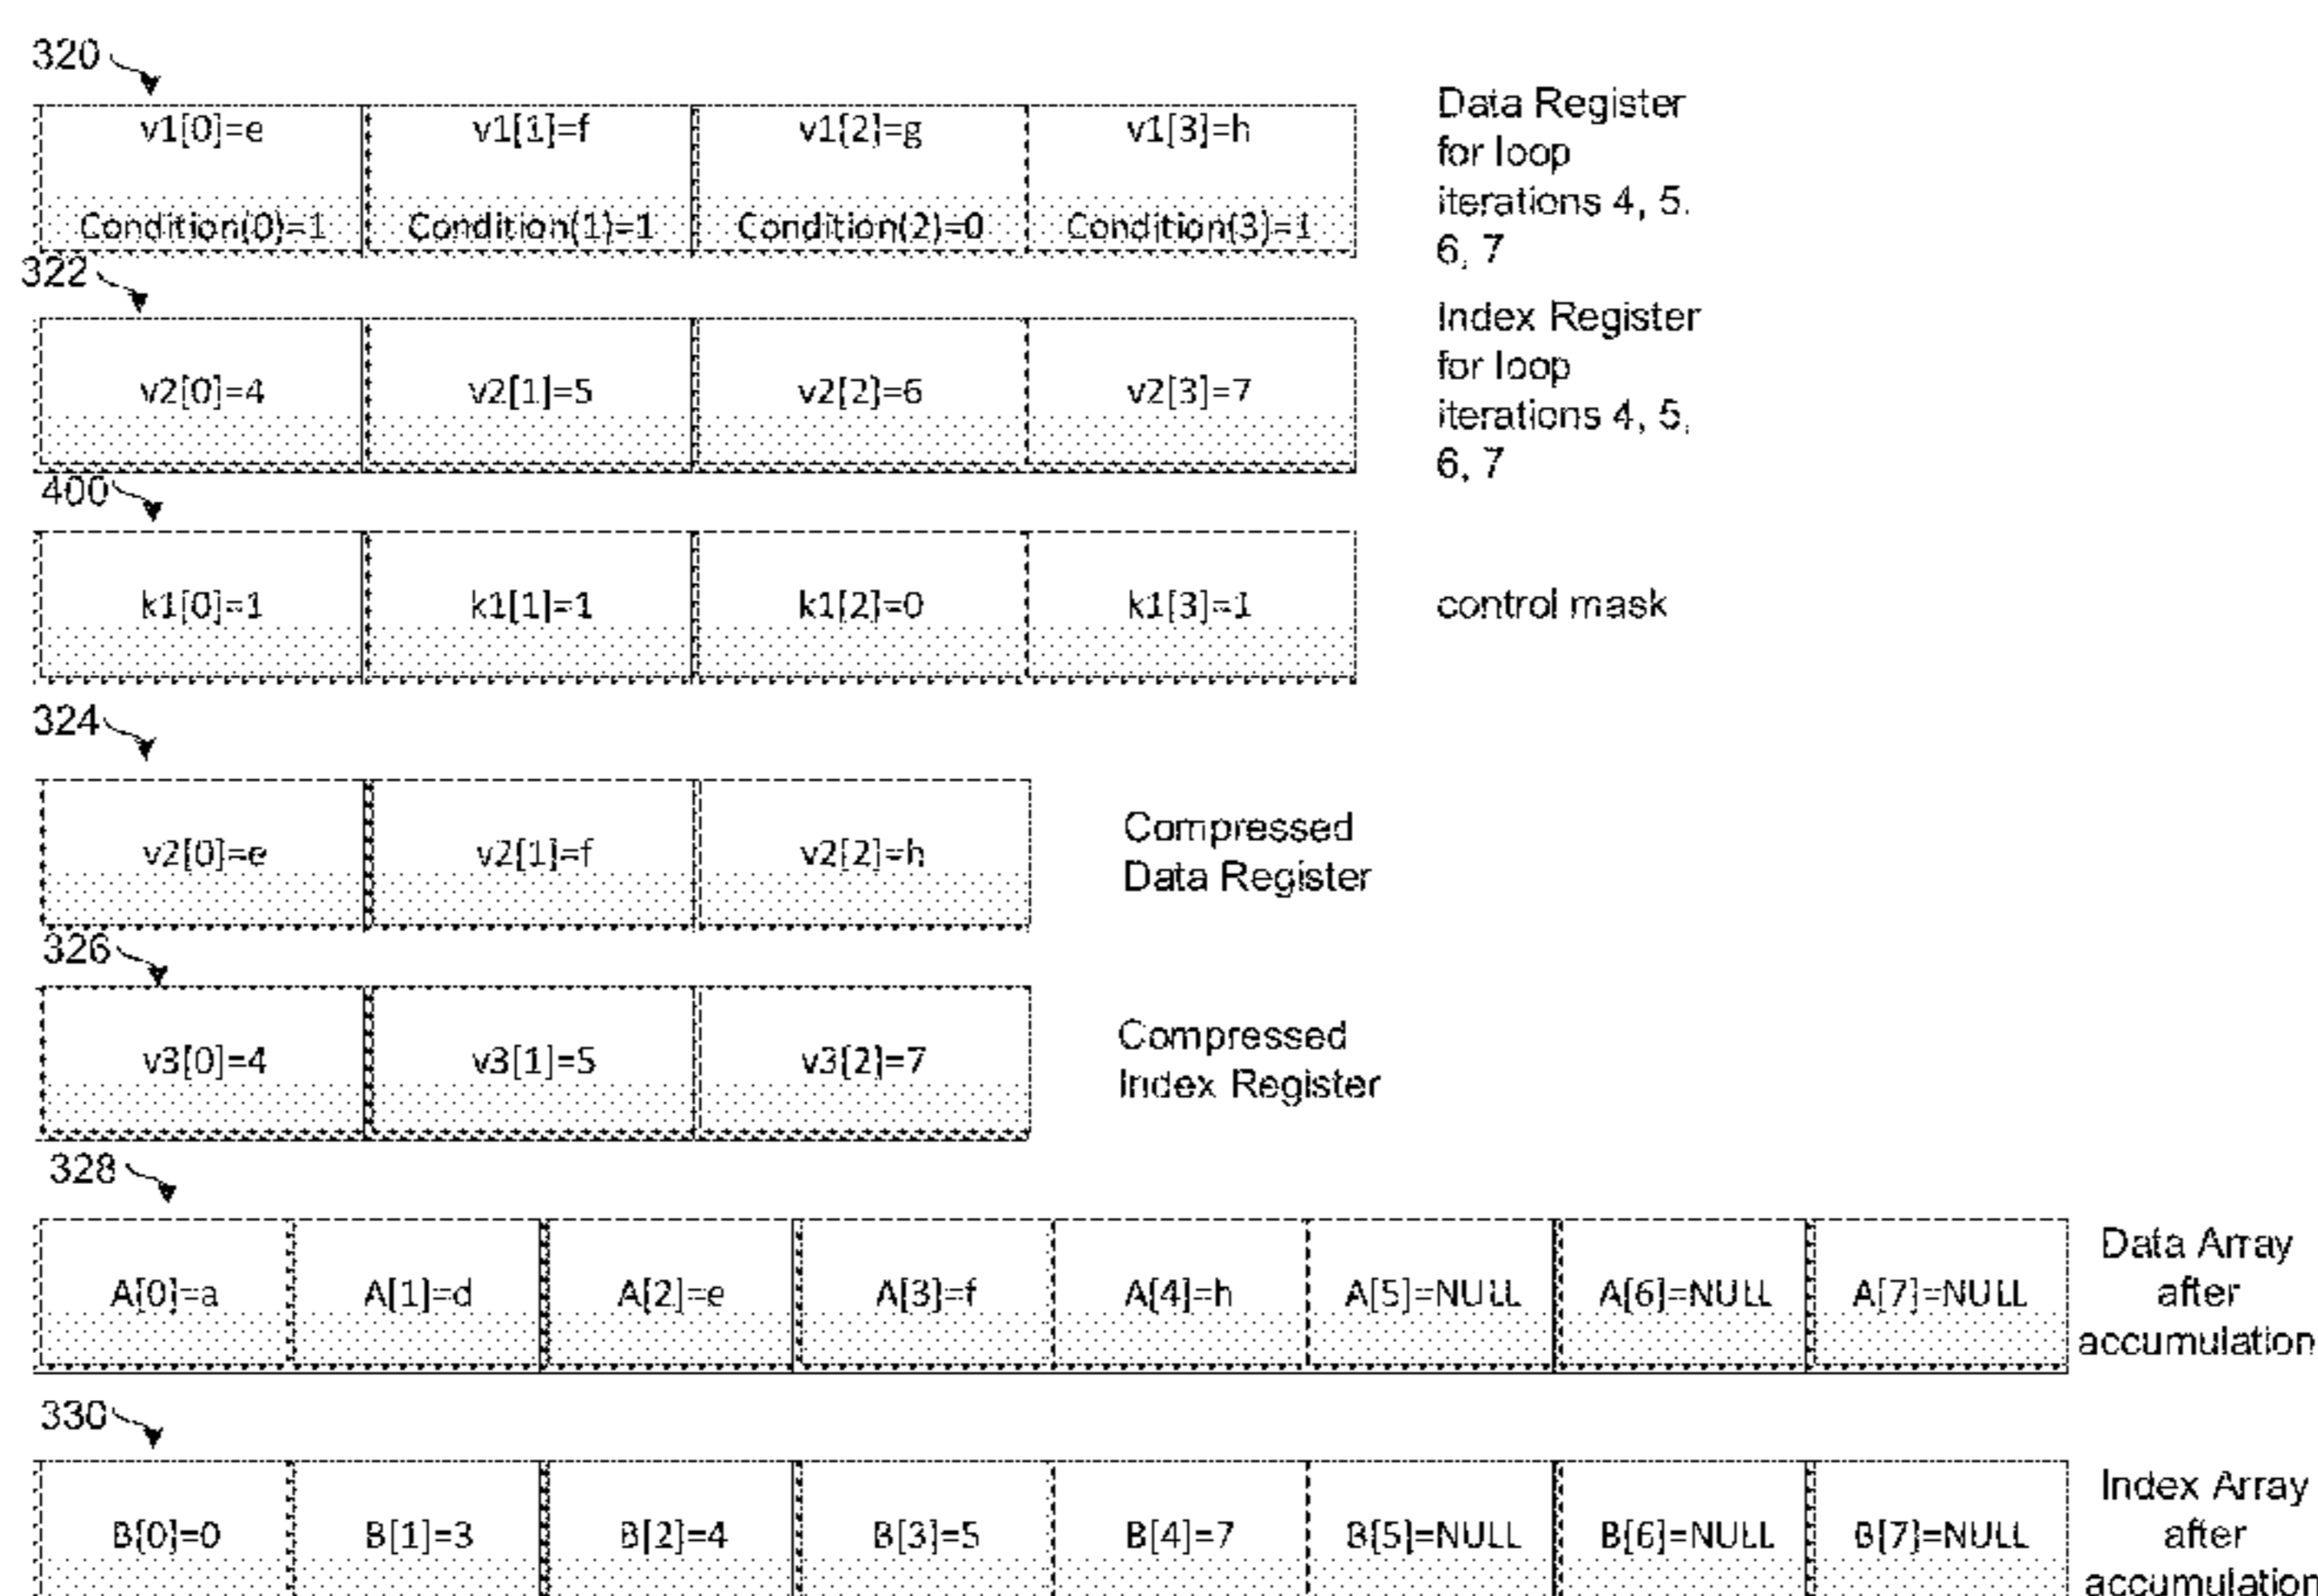 320
v1[0]=e v1[1]=f v1[2]=g v1[3]=h
Condition(0)=1 Condition(1)=1 Condition(2)=0 Condition(3)=1
Data Register
for loop
iterations 4, 5,
6, 7
322
v2[0]=4 v2[1]=5 v2[2]=6 v2[3]=7
Index Register
for loop
iterations 4, 5,
6, 7
400
k1[0]=1 k1[1]=1 k1[2]=0 k1[3]=1
control mask
324
v2[0]=e v2[1]=f v2[2]=h
Compressed
Data Register
326
v3[0]=4 v3[1]=5 v3[2]=7
Compressed
Index Register
328
A[0]=a A[1]=d A[2]=e A[3]=f A[4]=h A[5]=NULL A[6]=NULL A[7]=NULL
Data Array
after
accumulation
330
B[0]=0 B[1]=3 B[2]=4 B[3]=5 B[4]=7 B[5]=NULL B[6]=NULL B[7]=NULL
Index Array
after
accumulation